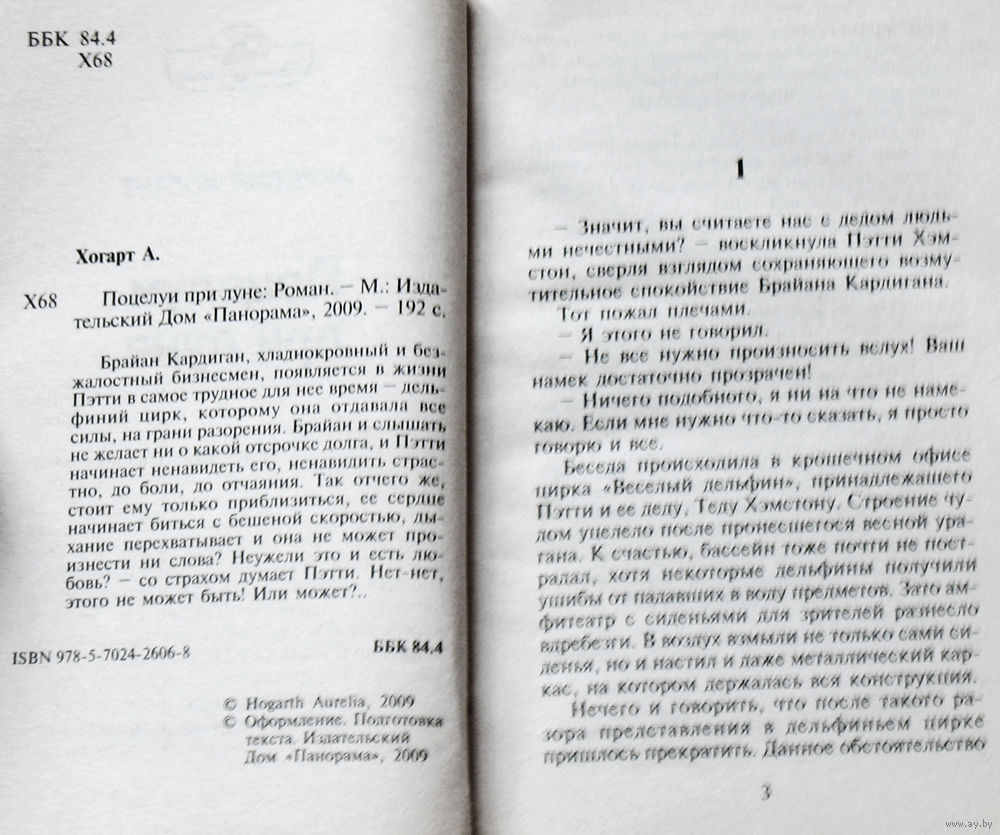 ББК 84.4
Х68
Хогарт А.
Х68 Поцелуи при луне: Роман. – М.: Изда-
тельский Дом «Панорама», 2009. – 192 с.
Брайан Кардиган, хладнокровный и без-
жалостный бизнесмен, появляется в жизни
Пэтти в самое трудное для нее время – дель-
финий цирк, которому она отдавала все
силы, на грани разорения. Брайан и слышать
не желает ни о какой отсрочке долга, и Пэтти
начинает ненавидеть его, ненавидить страс-
тно, до боли, до отчаяния. Так отчего же,
стоит ему только приблизиться, ее сердце
начинает биться с бешеной скоростью, ды-
хание перехватывает и она не может про-
изнести ни слова? Неужели это и есть лю-
бовь? – со страхом думает Пэтти. Нет-нет,
этого не может быть! Или может?..
ISBN 978-5-7024-2606-8 ББК 84.4
© Hogarth Aurelia, 2009
© Оформление. Подготовка
текста. Издательский
Дом «Панорама», 2009
1
– Значит, вы считаете нас с дедом людь-
ми нечестными? – воскликнула Пэтти Хэм-
стон, сверля взглядом сохраняющего возму-
тительное спокойствие Брайана Кардигана.
Тот пожал плечами.
– Я этого не говорил.
– Не все нужно произносить вслух! Ваш
намек достаточно прозрачен!
– Ничего подобного, я ни на что не наме-
каю. Если мне нужно что-то сказать, я просто
говорю и все.
Беседа происходила в крошечном офисе
цирка «Веселый дельфин», принадлежащего
Пэтти и ее деду, Теду Хэмстону. Строение чу-
дом уцелело после пронесшегося весной ура-
гана. К счастью, бассейн тоже почти не пост-
радал, хотя некоторые дельфины получили
ушибы от падавших в воду предметов. Зато ам-
фитеатр с сиденьями для зрителей разнесло
вдребезги. В воздух взмыли не только сами си-
денья, но и настил и даже металлический кар-
кас, на котором держалась вся конструкция.
Нечего и говорить, что после такого ра-
зора представления в дельфиньем цирке
пришлось прекратить. Данное обстоятельство
3
www.ay.by